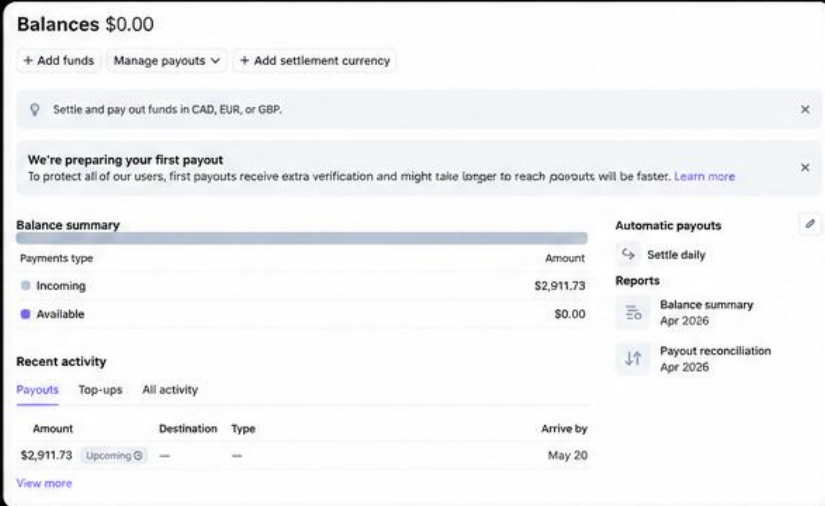 Balances $0.00
+ Add funds
Manage payouts
+ Add settlement currency
Settle and pay out funds in CAD, EUR, or GBP.
We're preparing your first payout
To protect all of our users, first payouts receive extra verification and might take longer to reach payouts will be faster. Learn more
Balance summary
Payments type Amount
Incoming $2,911.73
Available $0.00
Automatic payouts
Settle daily
Reports
Balance summary
Apr 2026
Payout reconciliation
Apr 2026
Recent activity
Payouts Top-ups All activity
Amount Destination Type Arrive by
$2,911.73 Upcoming — — May 20
View more